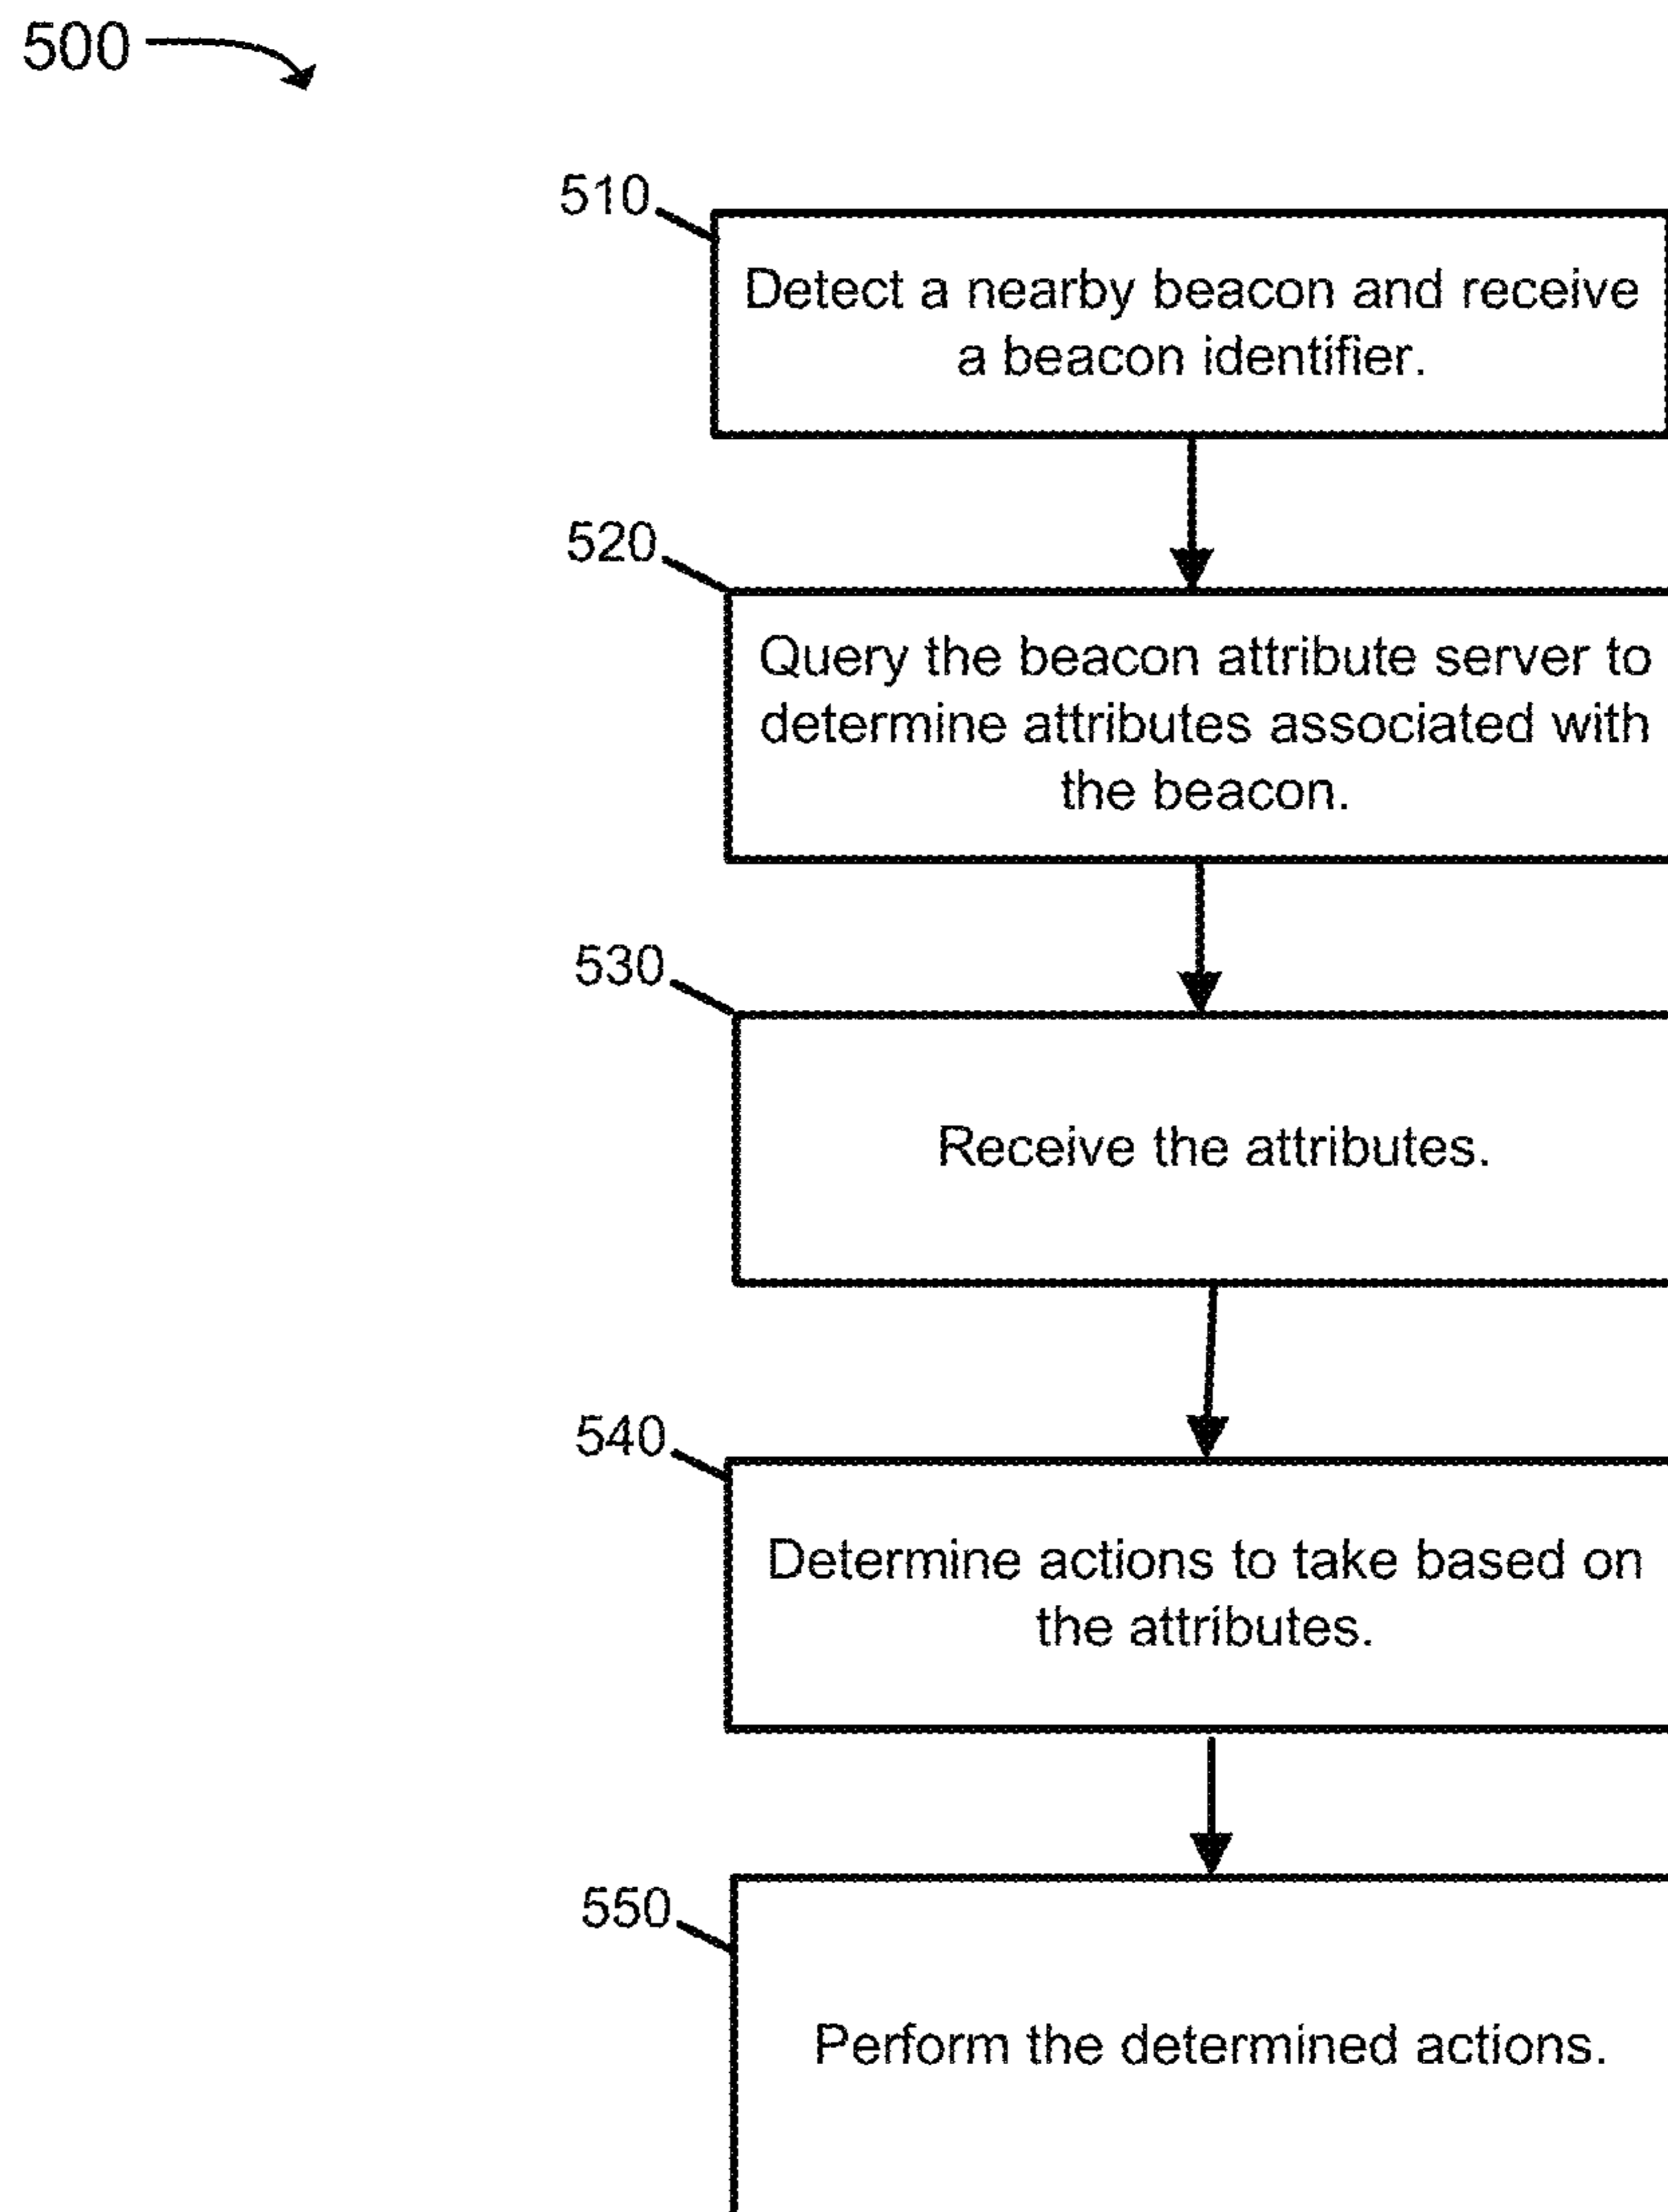 500
510
Detect a nearby beacon and receive
a beacon identifier.
520
Query the beacon attribute server to
determine attributes associated with
the beacon.
530
Receive the attributes.
540
Determine actions to take based on
the attributes.
550
Perform the determined actions.